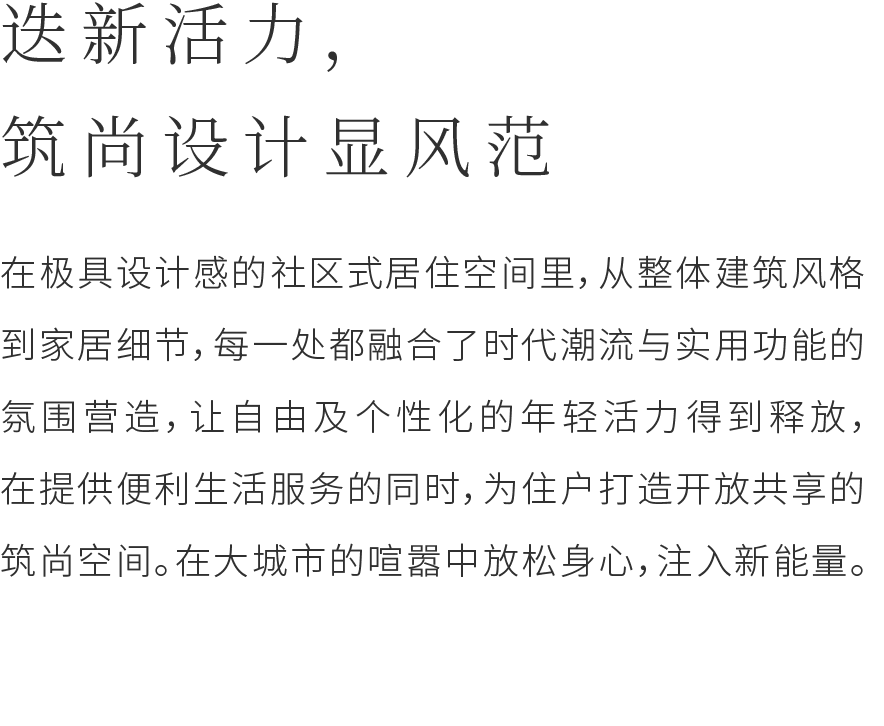 迭新活力，
筑尚设计显风范
在极具设计感的社区式居住空间里，从整体建筑风格
到家居细节，每一处都融合了时代潮流与实用功能的
氛围营造，让自由及个性化的年轻活力得到释放，
在提供便利生活服务的同时，为住户打造开放共享的
筑尚空间。在大城市的喧嚣中放松身心，注入新能量。